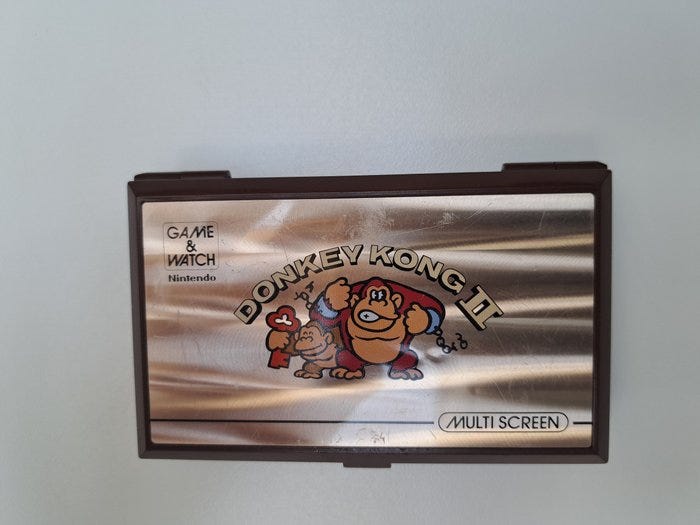 GAME
&
WATCH
Nintendo
DONKEY KONG II
MULTI SCREEN